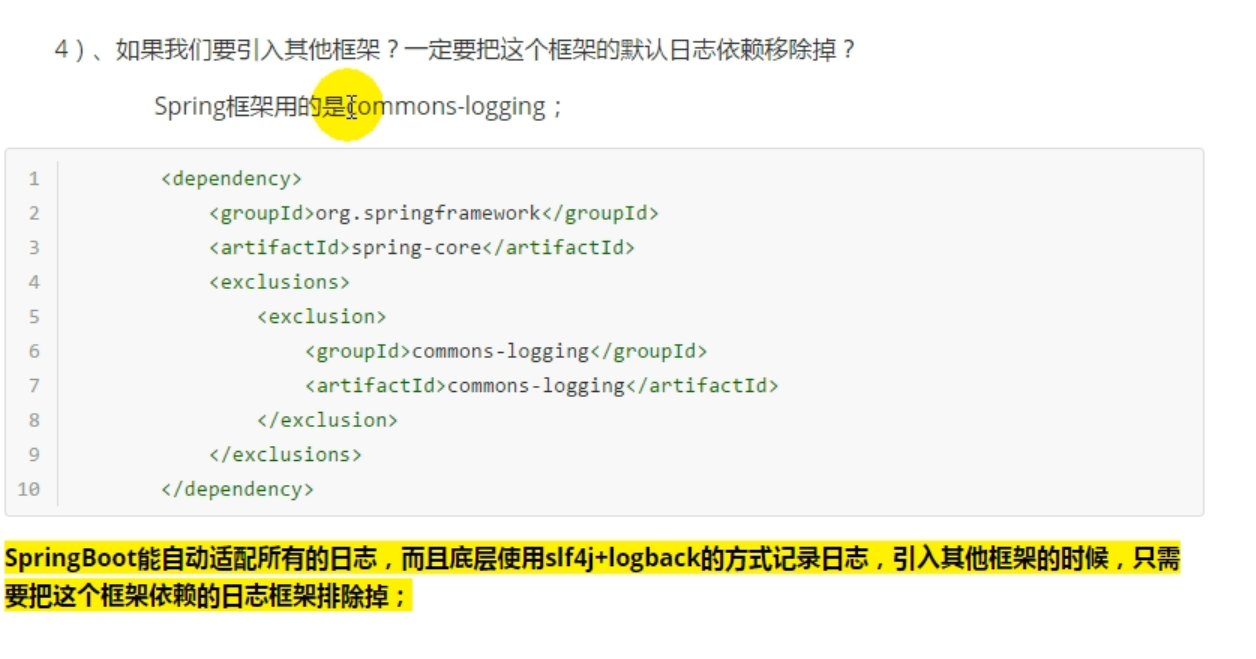 4）、如果我们要引入其他框架？一定要把这个框架的默认日志依赖移除掉？
Spring框架用的是commons-logging；
1 <dependency>
2 <groupId>org.springframework</groupId>
3 <artifactId>spring-core</artifactId>
4 <exclusions>
5 <exclusion>
6 <groupId>commons-logging</groupId>
7 <artifactId>commons-logging</artifactId>
8 </exclusion>
9 </exclusions>
10 </dependency>
SpringBoot能自动适配所有的日志，而且底层使用slf4j+logback的方式记录日志，引入其他框架的时候，只需
要把这个框架依赖的日志框架排除掉；